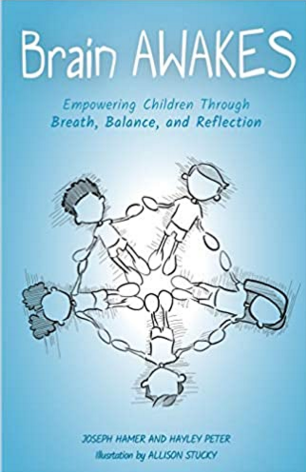 Brain AWAKES
Empowering Children Through
Breath, Balance, and Reflection
JOSEPH HAMER AND HAYLEY PETER
Illustration by ALLISON STUCKY